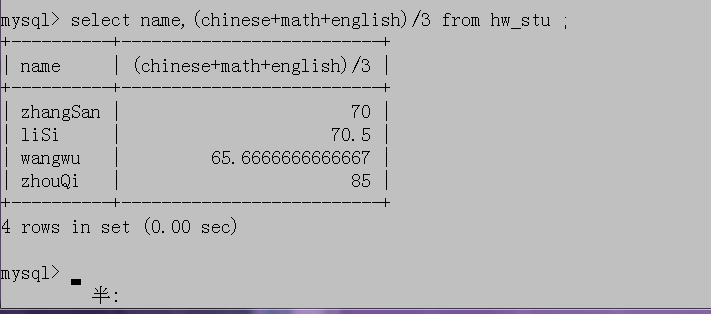 mysql> select name,(chinese+math+english)/3 from hw_stu ;
+----------+--------------------------+
| name     | (chinese+math+english)/3 |
+----------+--------------------------+
| zhangSan |                       70 |
| liSi     |                     70.5 |
| wangwu   |         65.6666666666667 |
| zhouQi   |                       85 |
+----------+--------------------------+
4 rows in set (0.00 sec)
mysql>
半: